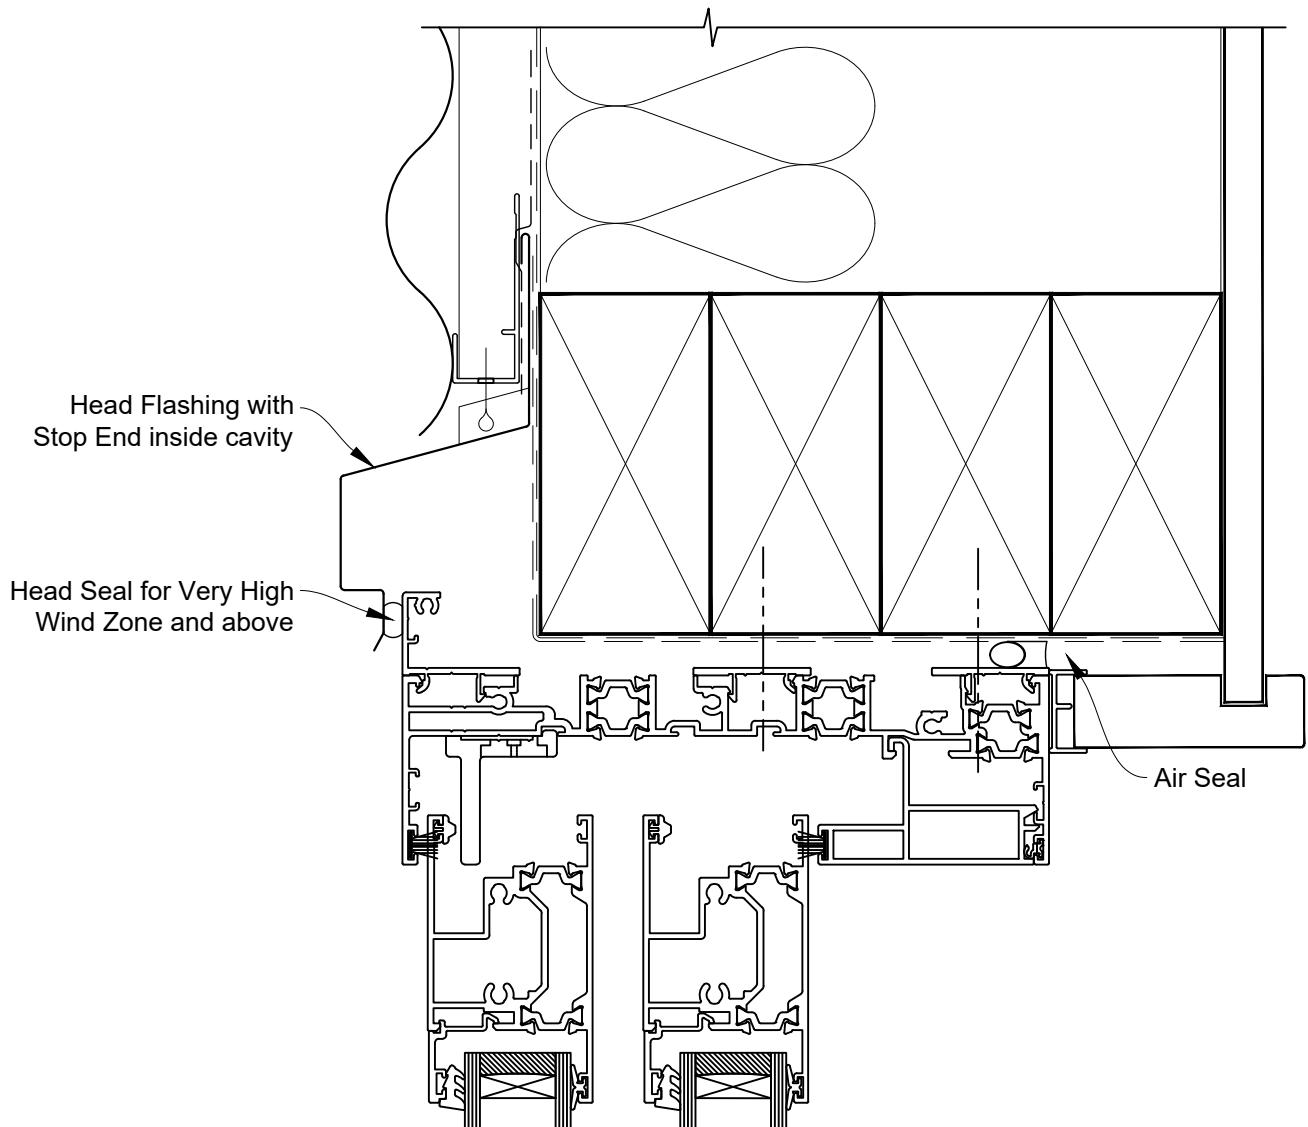 Head Flashing with
Stop End inside cavity
Head Seal for Very High
Wind Zone and above
Air Seal